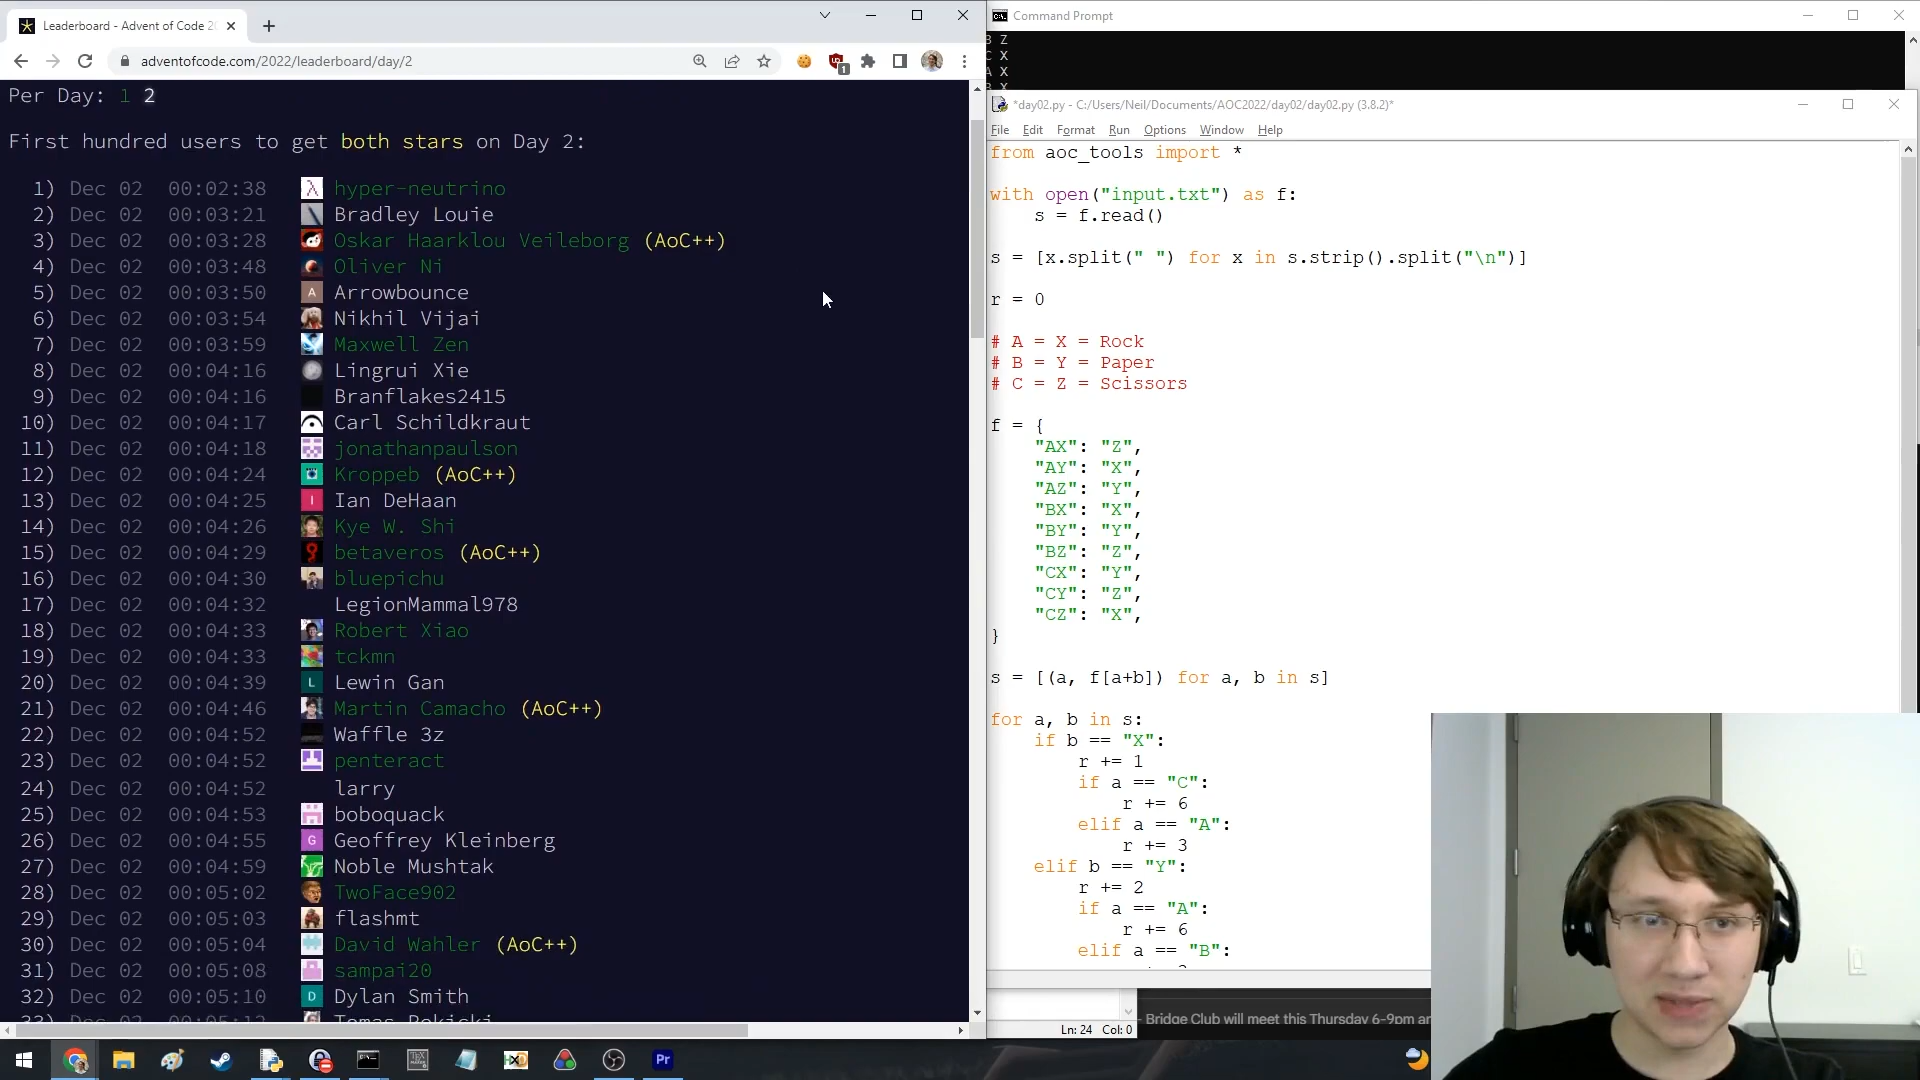 Leaderboard - Advent of Code 20
adventofcode.com/2022/leaderboard/day/2
1
Per Day: 1 2
First hundred users to get both stars on Day 2:
1) Dec 02 00:02:38 hyper-neutrino
2) Dec 02 00:03:21 Bradley Louie
3) Dec 02 00:03:28 Oskar Haarklou Veileborg (AoC++)
4) Dec 02 00:03:48 Oliver Ni
5) Dec 02 00:03:50 A Arrowbounce
6) Dec 02 00:03:54 Nikhil Vijai
7) Dec 02 00:03:59 Maxwell Zen
8) Dec 02 00:04:16 Lingrui Xie
9) Dec 02 00:04:16 Branflakes2415
10) Dec 02 00:04:17 Carl Schildkraut
11) Dec 02 00:04:18 jonathanpaulson
12) Dec 02 00:04:24 Kroppeb (AoC++)
13) Dec 02 00:04:25 I Ian DeHaan
14) Dec 02 00:04:26 Kye W. Shi
15) Dec 02 00:04:29 betaveros (AoC++)
16) Dec 02 00:04:30 bluepichu
17) Dec 02 00:04:32 LegionMammal978
18) Dec 02 00:04:33 Robert Xiao
19) Dec 02 00:04:33 tckmn
20) Dec 02 00:04:39 L Lewin Gan
21) Dec 02 00:04:46 Martin Camacho (AoC++)
22) Dec 02 00:04:52 Waffle 3z
23) Dec 02 00:04:52 penteract
24) Dec 02 00:04:52 larry
25) Dec 02 00:04:53 boboquack
26) Dec 02 00:04:55 G Geoffrey Kleinberg
27) Dec 02 00:04:59 Noble Mushtak
28) Dec 02 00:05:02 TwoFace902
29) Dec 02 00:05:03 flashmt
30) Dec 02 00:05:04 David Wahler (AoC++)
31) Dec 02 00:05:08 sampai20
32) Dec 02 00:05:10 D Dylan Smith
33) Dec 02 00:05:12 Tomas Rokicki
Command Prompt
B Z
C X
A X
B X
*day02.py - C:/Users/Neil/Documents/AOC2022/day02/day02.py (3.8.2)*
File Edit Format Run Options Window Help
from aoc_tools import *
with open("input.txt") as f:
s = f.read()
s = [x.split(" ") for x in s.strip().split("\n")]
r = 0
# A = X = Rock
# B = Y = Paper
# C = Z = Scissors
f = {
"AX": "Z",
"AY": "X",
"AZ": "Y",
"BX": "X",
"BY": "Y",
"BZ": "Z",
"CX": "Y",
"CY": "Z",
"CZ": "X",
}
s = [(a, f[a+b]) for a, b in s]
for a, b in s:
if b == "X":
r += 1
if a == "C":
r += 6
elif a == "A":
r += 3
elif b == "Y":
r += 2
if a == "A":
r += 6
elif a == "B":
Ln: 24 Col: 0
- Bridge Club will meet this Thursday 6-9pm
Pr